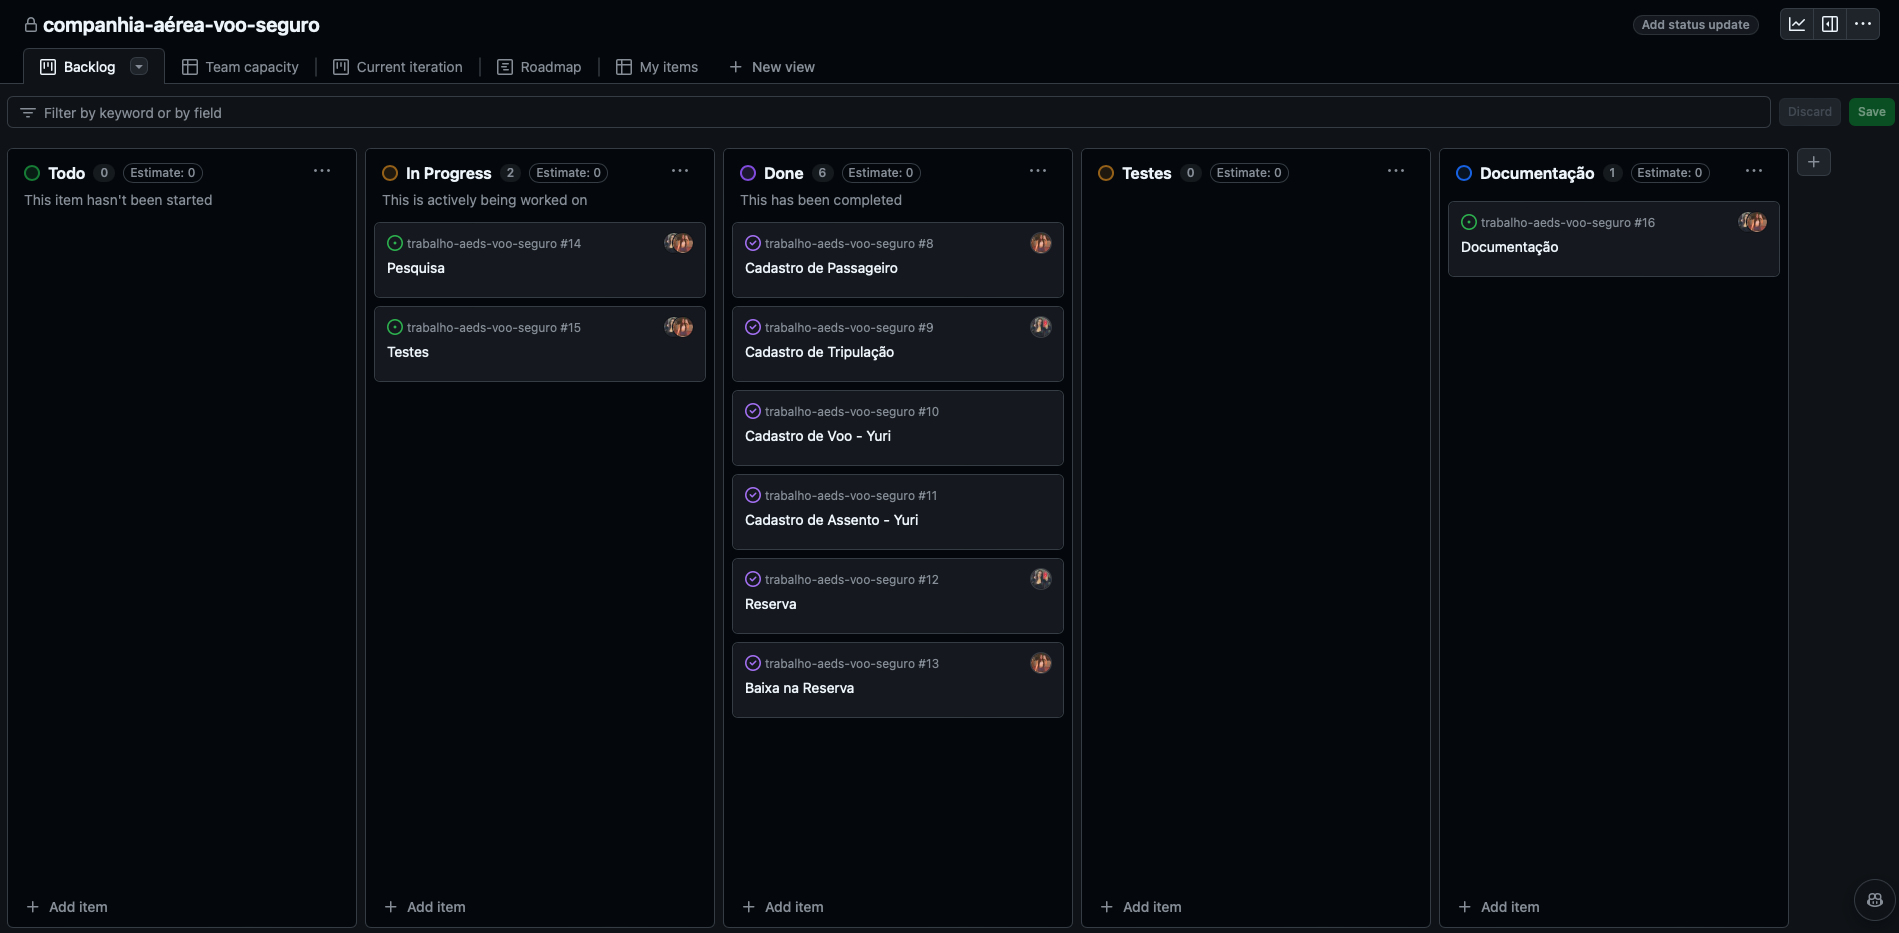 companhia-aérea-voo-seguro
Add status update
Backlog
Team capacity
Current iteration
Roadmap
My items
New view
Filter by keyword or by field
Discard
Save
Todo 0 Estimate: 0
This item hasn't been started
Add item
In Progress 2 Estimate: 0
This is actively being worked on
trabalho-aeds-voo-seguro #14
Pesquisa
trabalho-aeds-voo-seguro #15
Testes
Add item
Done 6 Estimate: 0
This has been completed
trabalho-aeds-voo-seguro #8
Cadastro de Passageiro
trabalho-aeds-voo-seguro #9
Cadastro de Tripulação
trabalho-aeds-voo-seguro #10
Cadastro de Voo - Yuri
trabalho-aeds-voo-seguro #11
Cadastro de Assento - Yuri
trabalho-aeds-voo-seguro #12
Reserva
trabalho-aeds-voo-seguro #13
Baixa na Reserva
Add item
Testes 0 Estimate: 0
Add item
Documentação 1 Estimate: 0
trabalho-aeds-voo-seguro #16
Documentação
Add item